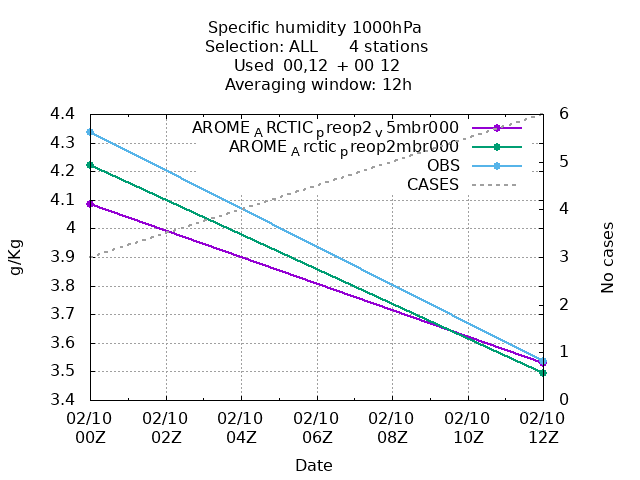 Specific humidity 1000hPa
Selection: ALL 4 stations
Used 00,12 + 00 12
Averaging window: 12h
AROME_ARCTIC_preop2_v5mbr000
AROME_Arctic_preop2mbr000
OBS
CASES
4.4
4.3
4.2
4.1
4
3.9
3.8
3.7
3.6
3.5
3.4
g/Kg
6
5
4
3
2
1
0
No cases
02/10 02/10 02/10 02/10 02/10 02/10 02/10
00Z 02Z 04Z 06Z 08Z 10Z 12Z
Date